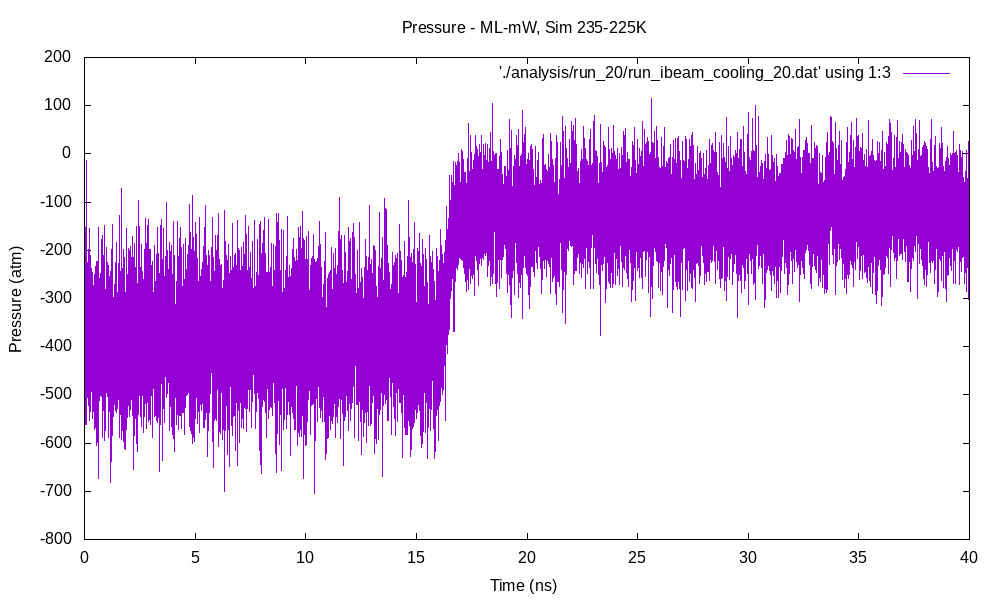 Pressure - ML-mW, Sim 235-225K
'./analysis/run_20/run_ibeam_cooling_20.dat' using 1:3
200
100
0
-100
-200
-300
-400
-500
-600
-700
-800
Pressure (atm)
0 5 10 15 20 25 30 35 40
Time (ns)